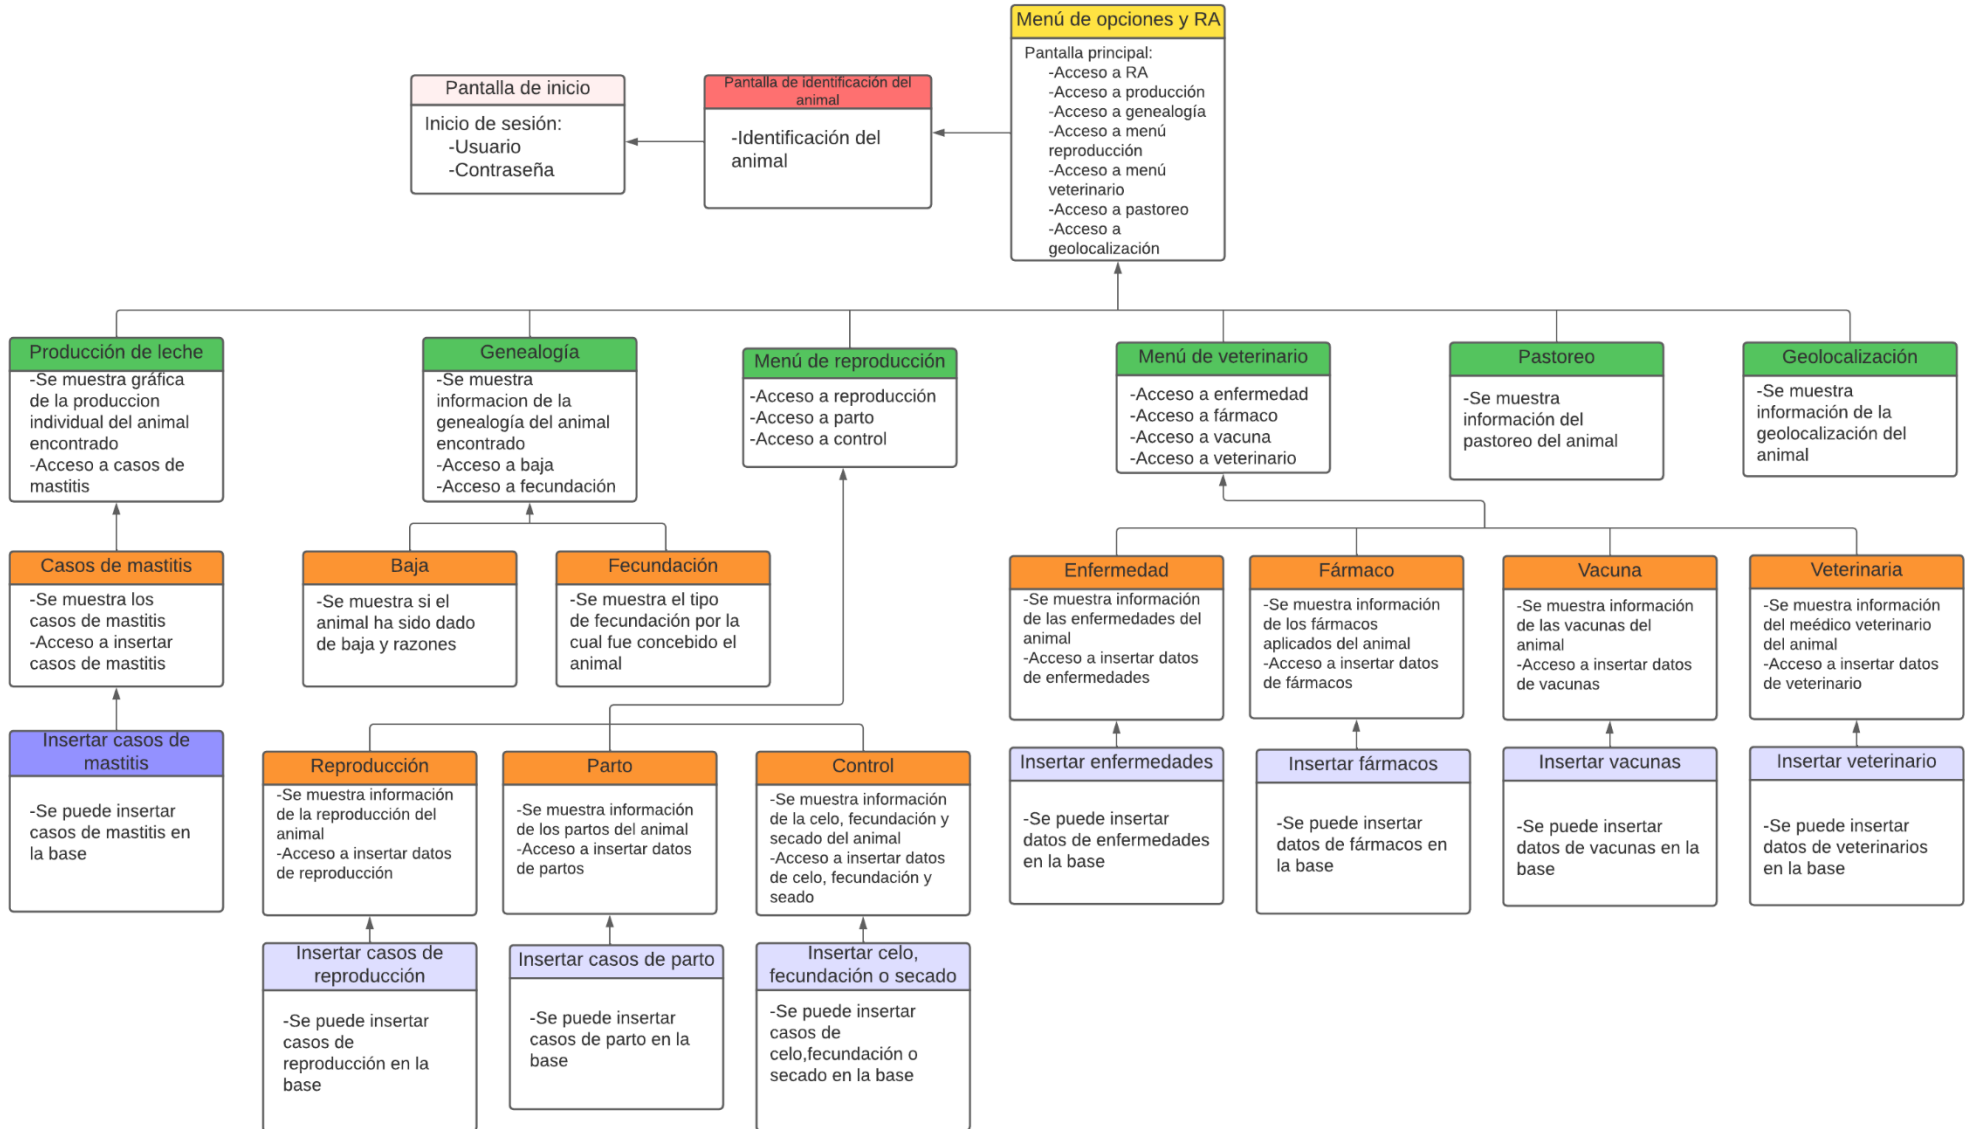 Menú de opciones y RA
Pantalla principal:
-Acceso a RA
-Acceso a producción
-Acceso a genealogía
-Acceso a menú
reproducción
-Acceso a menú
veterinario
-Acceso a pastoreo
-Acceso a
geolocalización
Pantalla de inicio
Inicio de sesión:
-Usuario
-Contraseña
Pantalla de identificación del
animal
-Identificación del
animal
Producción de leche
-Se muestra gráfica
de la produccion
individual del animal
encontrado
-Acceso a casos de
mastitis
Genealogía
-Se muestra
informacion de la
genealogía del animal
encontrado
-Acceso a baja
-Acceso a fecundación
Menú de reproducción
-Acceso a reproducción
-Acceso a parto
-Acceso a control
Menú de veterinario
-Acceso a enfermedad
-Acceso a fármaco
-Acceso a vacuna
-Acceso a veterinario
Pastoreo
-Se muestra
información del
pastoreo del animal
Geolocalización
-Se muestra
información de la
geolocalización del
animal
Casos de mastitis
-Se muestra los
casos de mastitis
-Acceso a insertar
casos de mastitis
Baja
-Se muestra si el
animal ha sido dado
de baja y razones
Fecundación
-Se muestra el tipo
de fecundación por la
cual fue concebido el
animal
Enfermedad
-Se muestra información
de las enfermedades del
animal
-Acceso a insertar datos
de enfermedades
Fármaco
-Se muestra información
de los fármacos
aplicados del animal
-Acceso a insertar datos
de fármacos
Vacuna
-Se muestra información
de las vacunas del
animal
-Acceso a insertar datos
de vacunas
Veterinaria
-Se muestra información
del meédico veterinario
del animal
-Acceso a insertar datos
de veterinario
Insertar casos de
mastitis
-Se puede insertar
casos de mastitis en
la base
Reproducción
-Se muestra información
de la reproducción del
animal
-Acceso a insertar datos
de reproducción
Parto
-Se muestra información
de los partos del animal
-Acceso a insertar datos
de partos
Control
-Se muestra información
de la celo, fecundación y
secado del animal
-Acceso a insertar datos
de celo, fecundación y
seado
Insertar enfermedades
-Se puede insertar
datos de enfermedades
en la base
Insertar fármacos
-Se puede insertar
datos de fármacos en
la base
Insertar vacunas
-Se puede insertar
datos de vacunas en la
base
Insertar veterinario
-Se puede insertar
datos de veterinarios
en la base
Insertar casos de
reproducción
-Se puede insertar
casos de
reproducción en la
base
Insertar casos de parto
-Se puede insertar
casos de parto en la
base
Insertar celo,
fecundación o secado
-Se puede insertar
casos de
celo,fecundación o
secado en la base